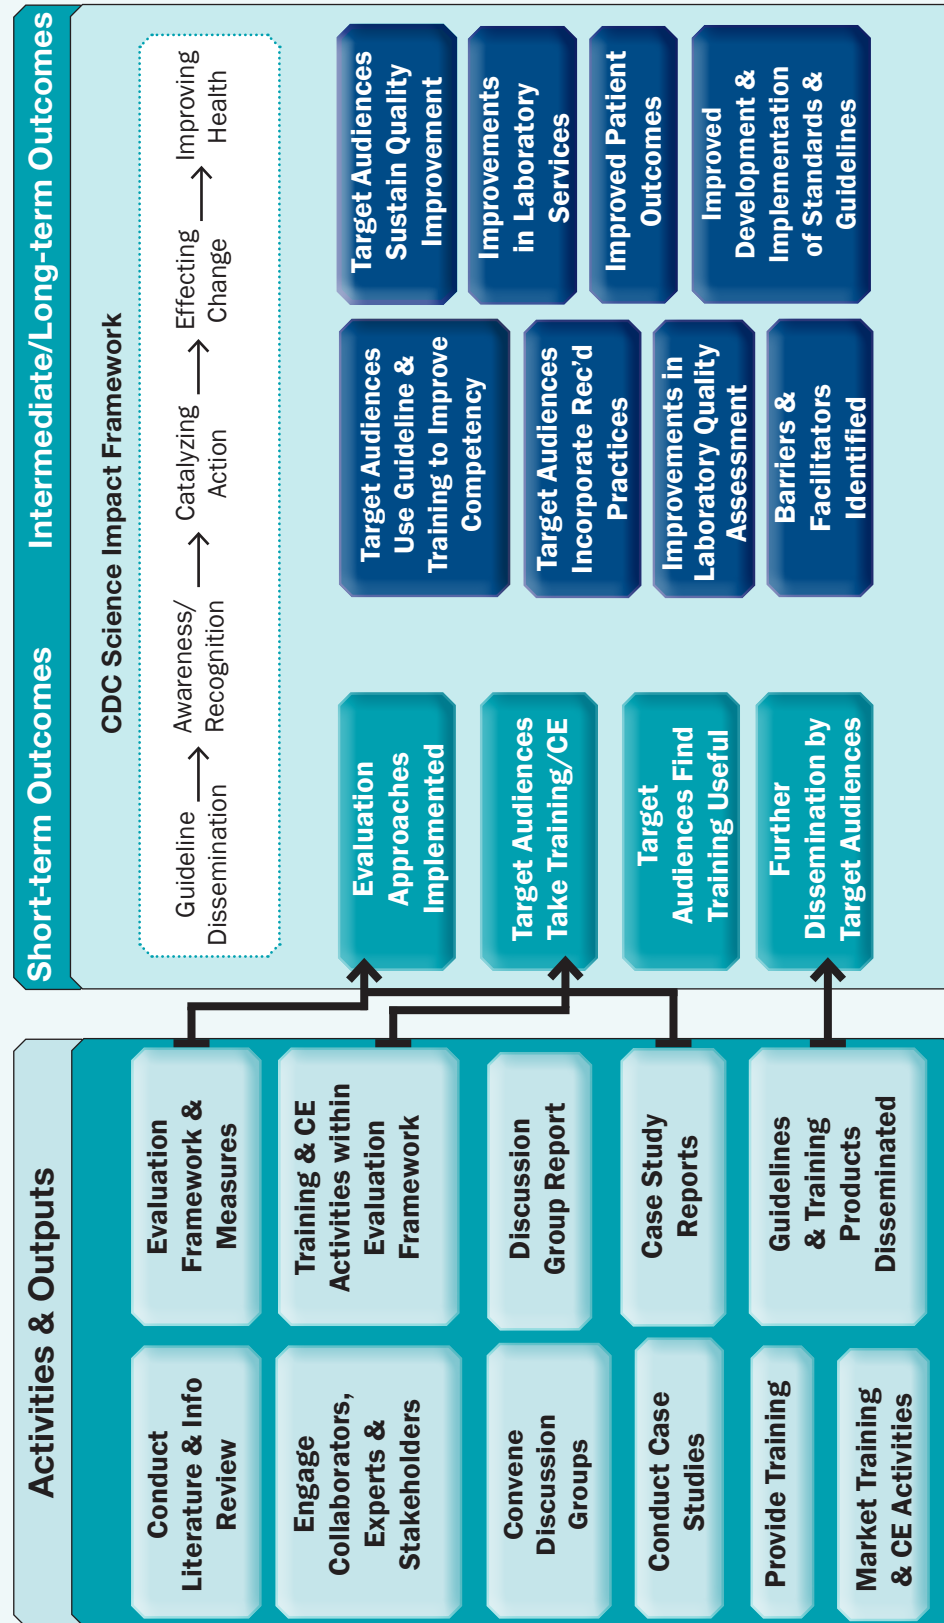 Activities & Outputs
Conduct
Literature & Info
Review
Engage
Collaborators,
Experts &
Stakeholders
Convene
Discussion
Groups
Conduct Case
Studies
Provide Training
Market Training
& CE Activities
Evaluation
Framework &
Measures
Training & CE
Activities within
Evaluation
Framework
Discussion
Group Report
Case Study
Reports
Guidelines
& Training
Products
Disseminated
Short-term Outcomes
Intermediate/Long-term Outcomes
CDC Science Impact Framework
Guideline
Dissemination
Awareness/
Recognition
Catalyzing
Action
Effecting
Change
Improving
Health
Evaluation
Approaches
Implemented
Target Audiences
Take Training/CE
Target
Audiences Find
Training Useful
Further
Dissemination by
Target Audiences
Target Audiences
Use Guideline &
Training to Improve
Competency
Target Audiences
Incorporate Rec'd
Practices
Improvements in
Laboratory Quality
Assessment
Barriers &
Facilitators
Identified
Target Audiences
Sustain Quality
Improvement
Improvements
in Laboratory
Services
Improved Patient
Outcomes
Improved
Development &
Implementation
of Standards &
Guidelines